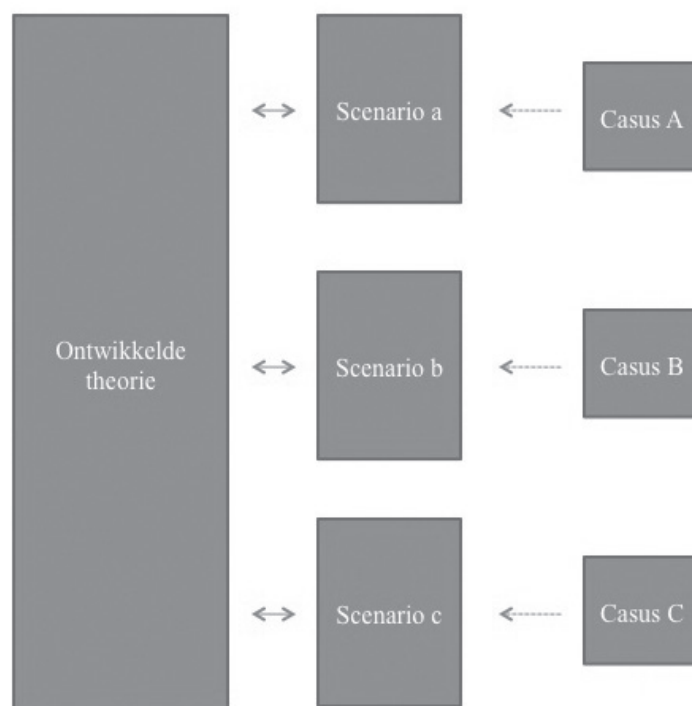 Scenario a
Casus A
Ontwikkelde
theorie
Scenario b
Casus B
Scenario c
Casus C